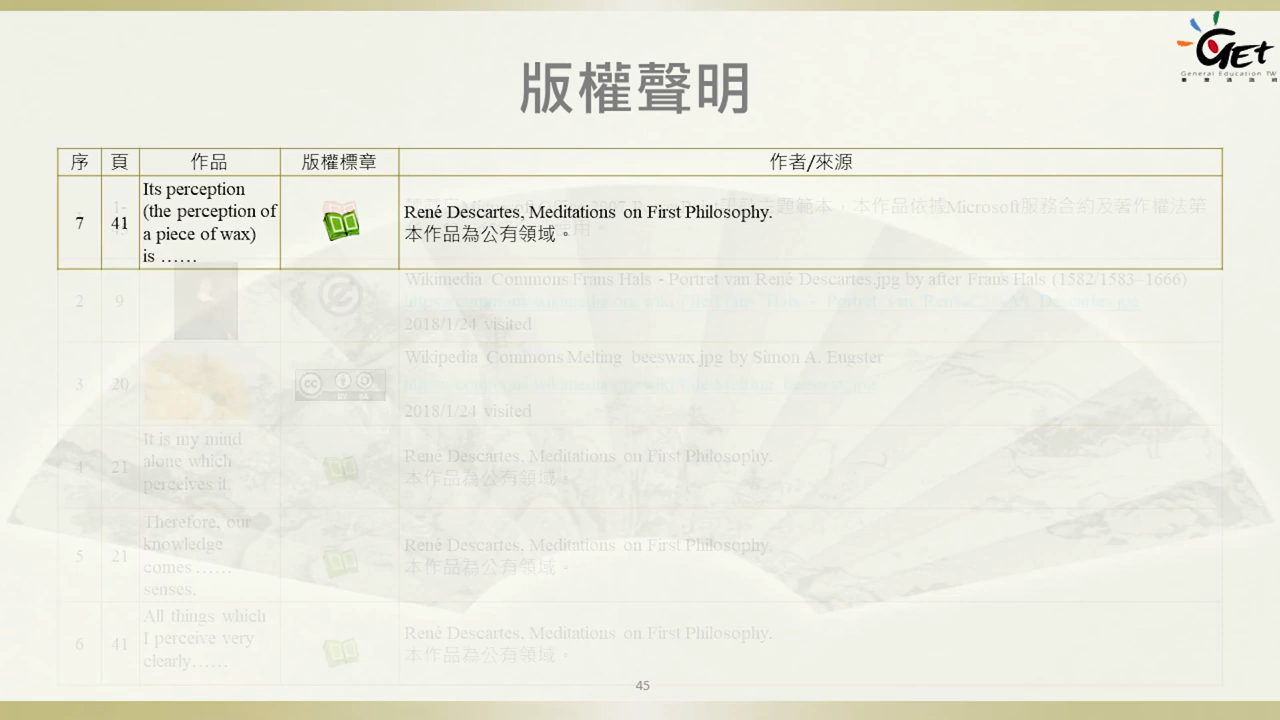 GET
General Education TW
版權聲明
序 頁 作品 版權標章 作者/來源
7 41 Its perception (the perception of a piece of wax) is …… René Descartes, Meditations on First Philosophy.
本作品為公有領域。
2 9 Wikimedia Commons Frans Hals - Portret van René Descartes.jpg by after Frans Hals (1582/1583–1666)
2018/1/24 visited
3 20 Wikipedia Commons Melting beeswax.jpg by Simon A. Eugster
2018/1/24 visited
4 21 It is my mind alone which perceives it. René Descartes, Meditations on First Philosophy.
本作品為公有領域。
5 21 Therefore, our knowledge comes …… senses. René Descartes, Meditations on First Philosophy.
本作品為公有領域。
6 41 All things which I perceive very clearly…… René Descartes, Meditations on First Philosophy.
本作品為公有領域。
45